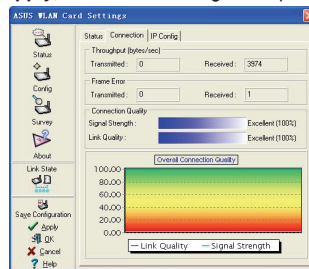 ASUS WLAN Card Settings
Status
Config
Survey
About
Link State
Save Configuration
Apply
OK
Cancel
Help
Status Connection IP Config
Throughput (bytes/sec)
Transmitted : 0 Received : 3974
Frame Error
Transmitted : 0 Received : 1
Connection Quality
Signal Strength : Excellent (100%)
Link Quality : Excellent (100%)
Overall Connection Quality
100.00
80.00
60.00
40.00
20.00
0.00
Link Quality Signal Strength